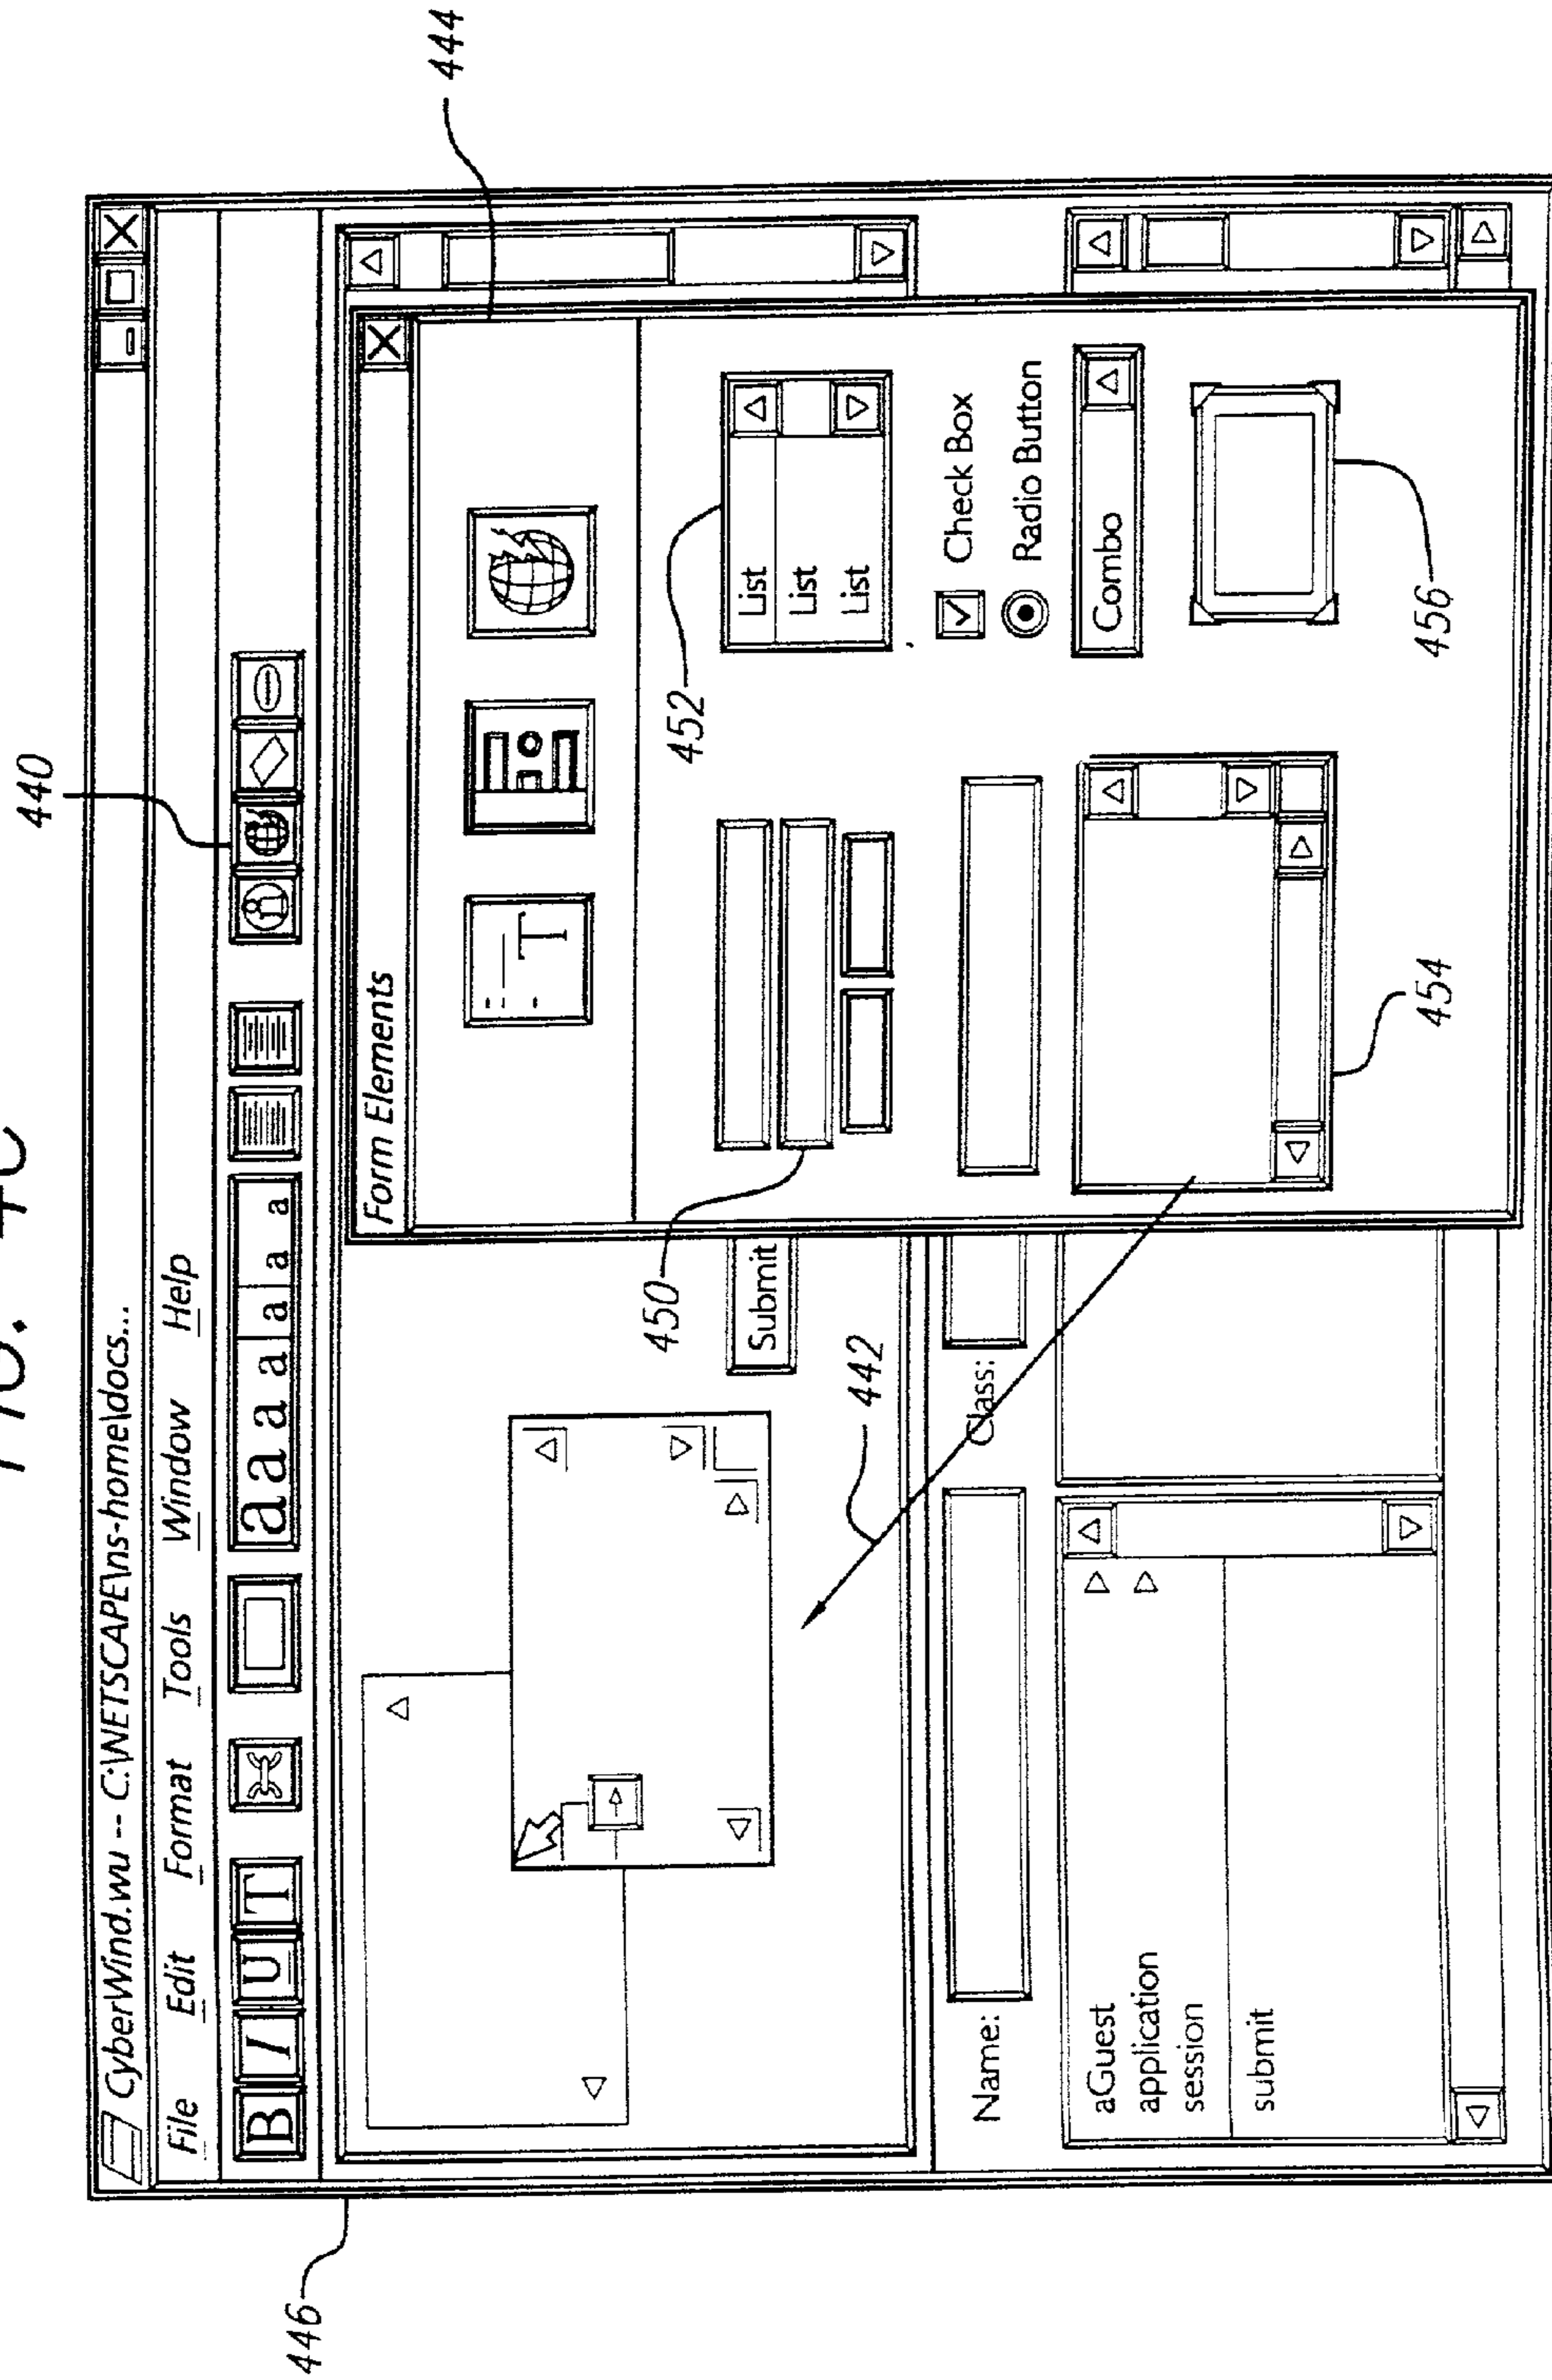 440
444
446
CyberWind.wu -- C:\NETSCAPE\ns-home\docs...
File Edit Format Tools Window Help
B I U T a a a a a a
Form Elements
T
450
452
Submit
List
List
List
442
Check Box
Radio Button
Name:
Class:
Combo
aGuest
application
session
submit
454
456